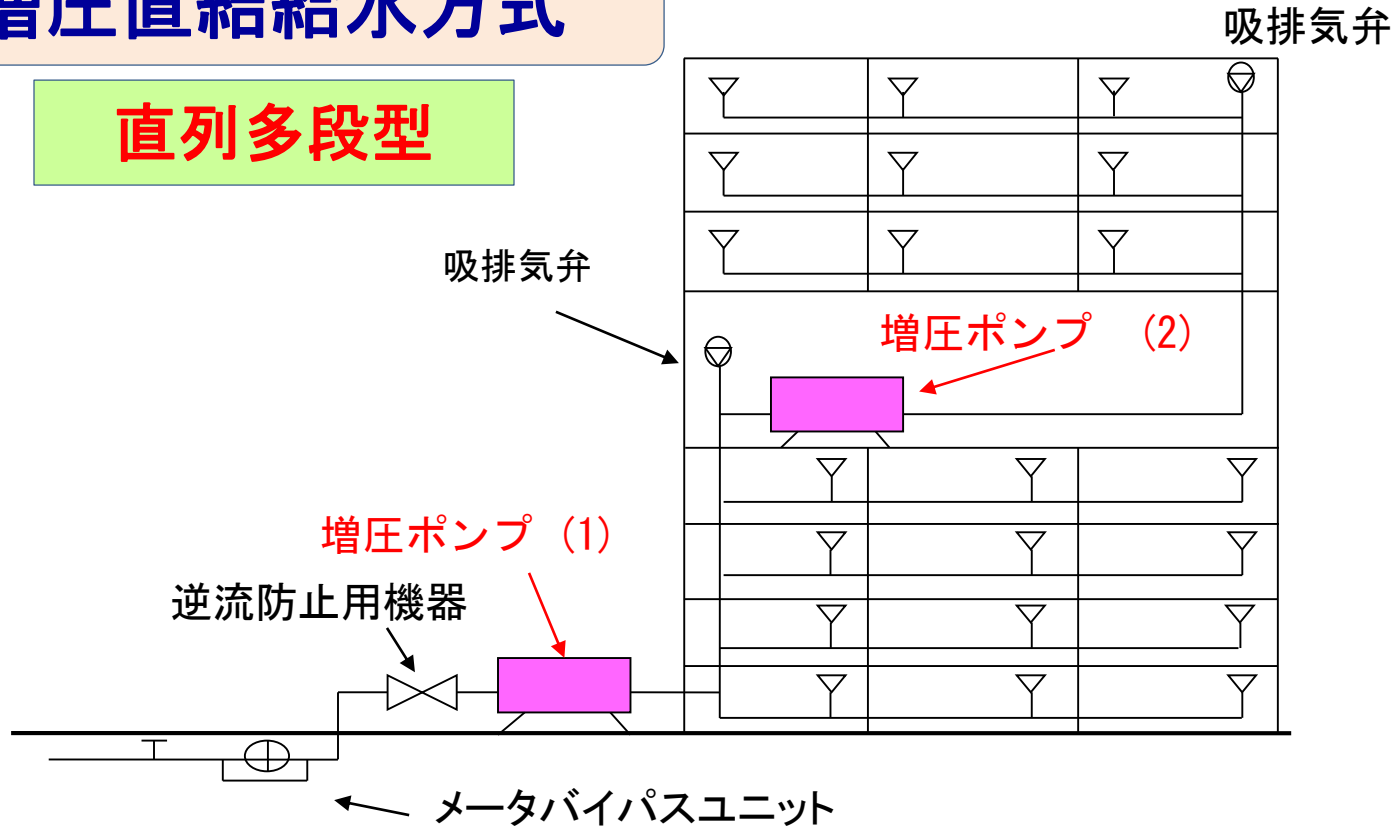 増圧直結給水方式
直列多段型
吸排気弁
吸排気弁
増圧ポンプ (2)
増圧ポンプ (1)
逆流防止用機器
メータバイパスユニット